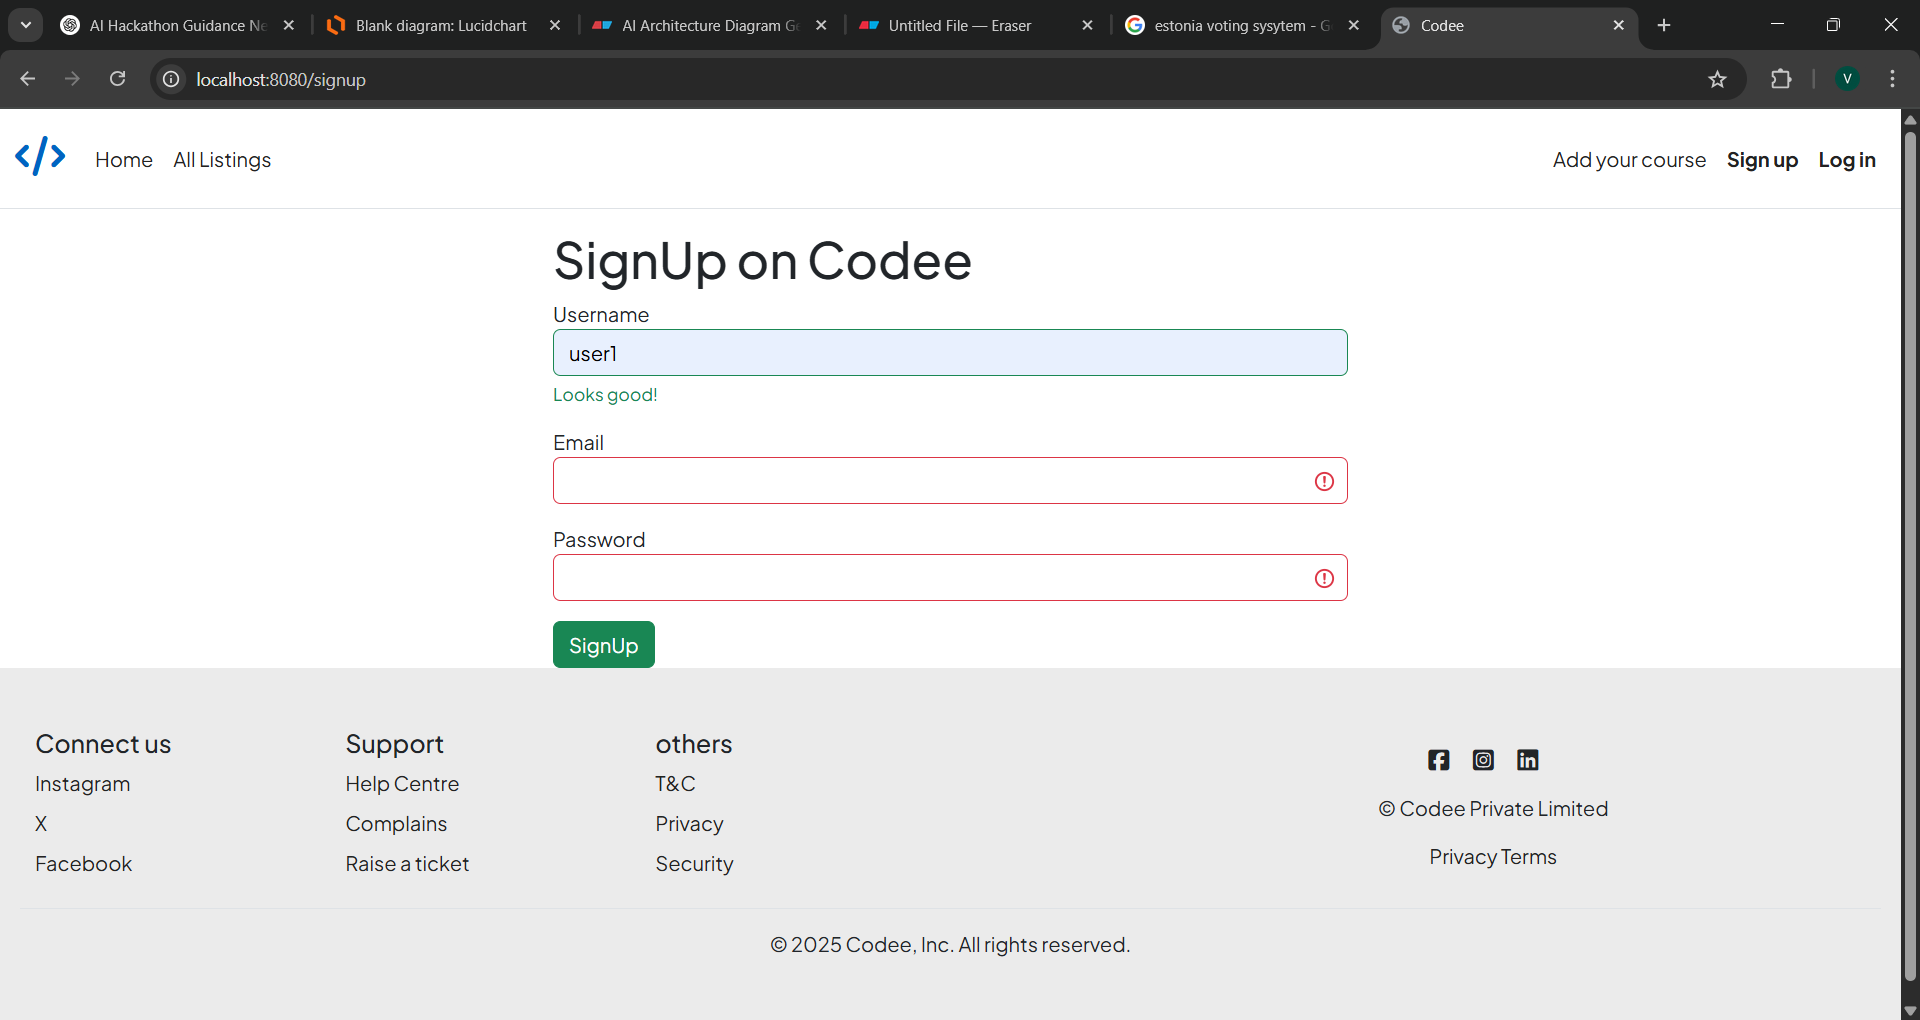 AI Hackathon Guidance Ne
Blank diagram: Lucidchart
AI Architecture Diagram Ge
Untitled File — Eraser
estonia voting sysytem - G
Codee
localhost:8080/signup
V
</> Home All Listings Add your course Sign up Log in
SignUp on Codee
Username
user1
Looks good!
Email
Password
SignUp
Connect us
Instagram
X
Facebook
Support
Help Centre
Complains
Raise a ticket
others
T&C
Privacy
Security
© Codee Private Limited
Privacy Terms
© 2025 Codee, Inc. All rights reserved.